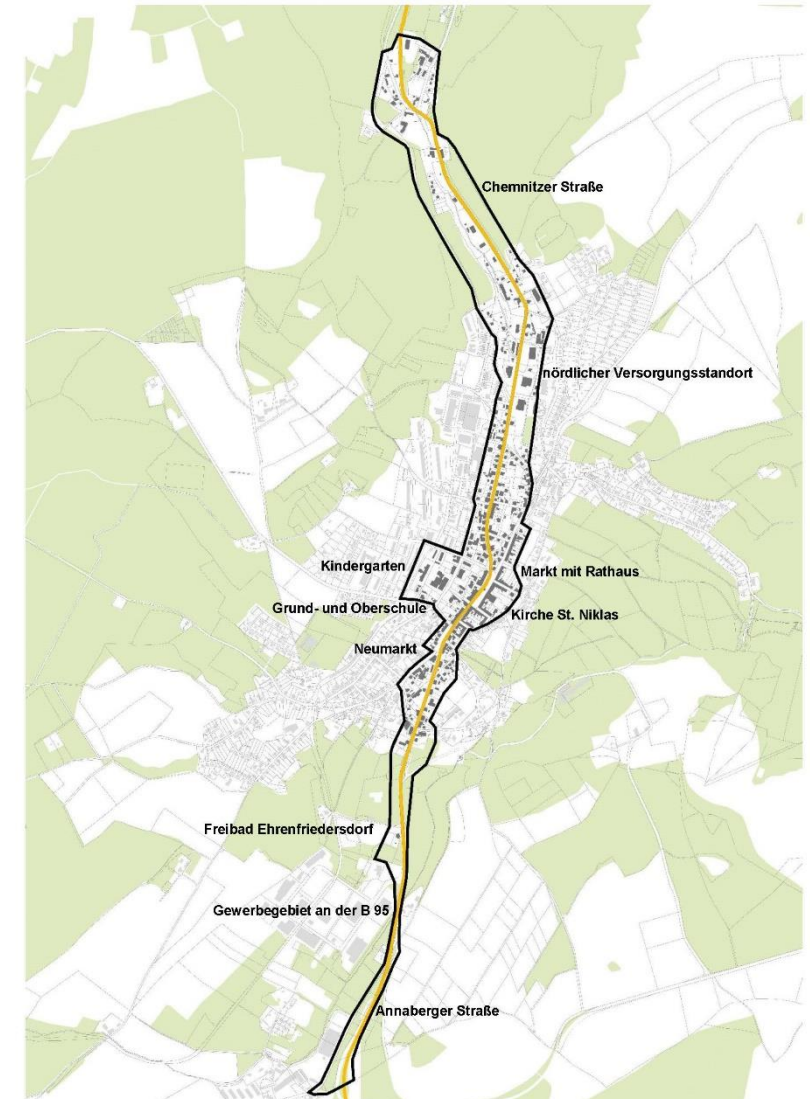 Chemnitzer Straße
nördlicher Versorgungsstandort
Kindergarten
Markt mit Rathaus
Grund- und Oberschule
Kirche St. Niklas
Neumarkt
Freibad Ehrenfriedersdorf
Gewerbegebiet an der B 95
Annaberger Straße